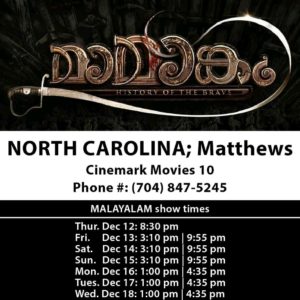 മാമാങ്കം
HISTORY OF THE BRAVE
NORTH CAROLINA; Matthews
Cinemark Movies 10
Phone #: (704) 847-5245
MALAYALAM show times
Thur. Dec 12: 8:30 pm
Fri. Dec 13: 3:10 pm | 9:55 pm
Sat. Dec 14: 3:10 pm | 9:55 pm
Sun. Dec 15: 3:10 pm | 9:55 pm
Mon. Dec 16: 1:00 pm | 4:35 pm
Tues. Dec 17: 1:00 pm | 4:35 pm
Wed. Dec 18: 1:00 pm | 4:35 pm